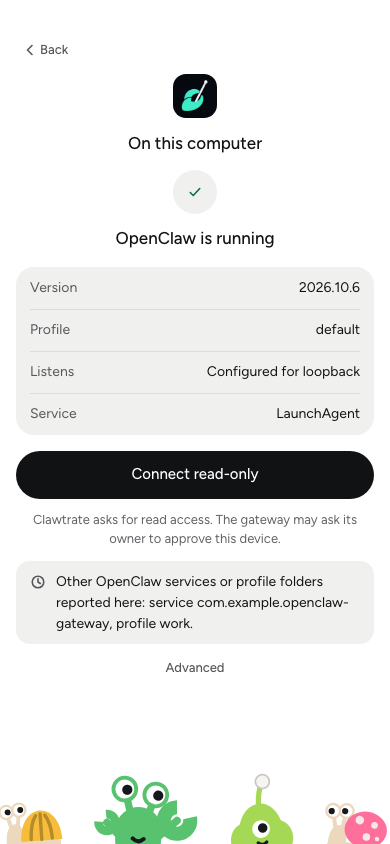 Back
On this computer
OpenClaw is running
Version 2026.10.6
Profile default
Listens Configured for loopback
Service LaunchAgent
Connect read-only
Clawtrate asks for read access. The gateway may ask its
owner to approve this device.
Other OpenClaw services or profile folders
reported here: service com.example.openclaw-
gateway, profile work.
Advanced